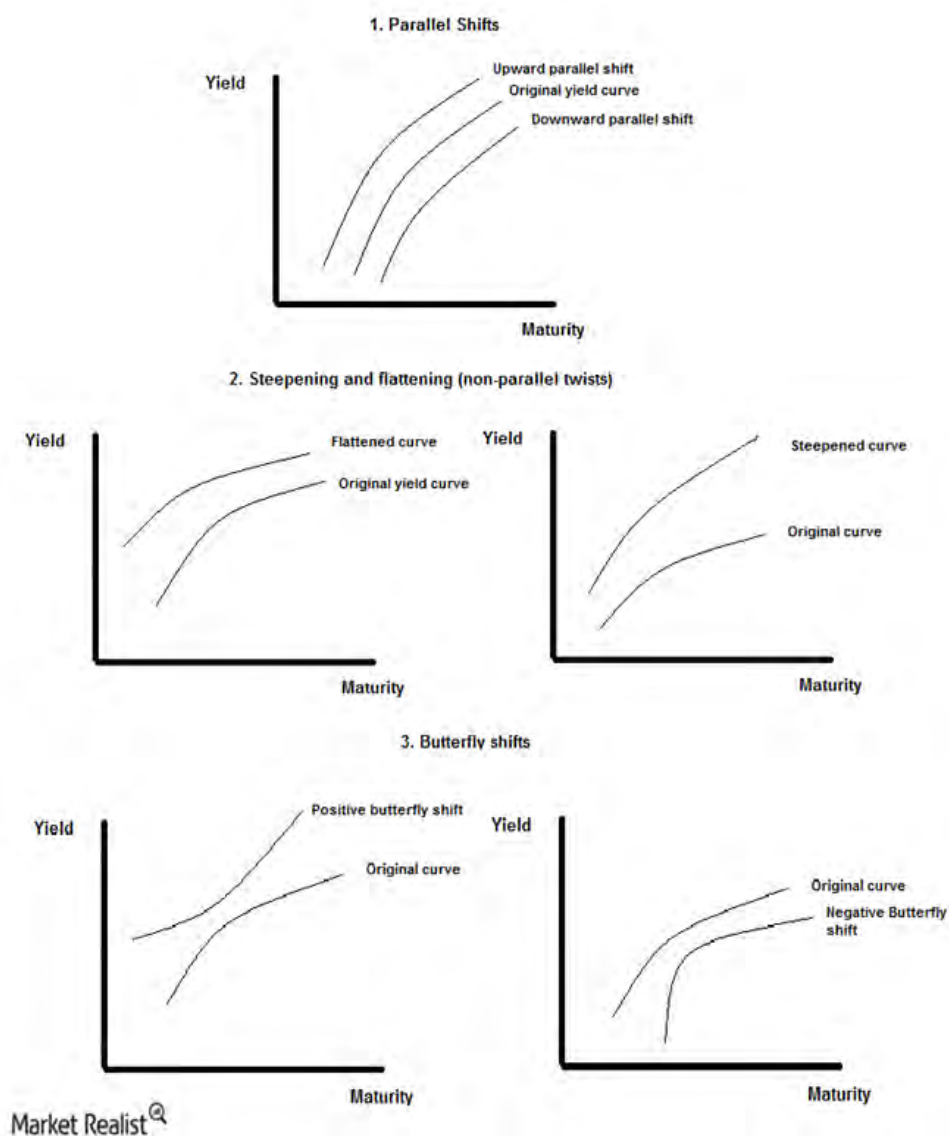 1. Parallel Shifts
Yield
Upward parallel shift
Original yield curve
Downward parallel shift
Maturity
2. Steepening and flattening (non-parallel twists)
Yield
Flattened curve
Original yield curve
Maturity
Yield
Steepened curve
Original curve
Maturity
3. Butterfly shifts
Yield
Positive butterfly shift
Original curve
Maturity
Yield
Original curve
Negative Butterfly
shift
Maturity
Market Realist